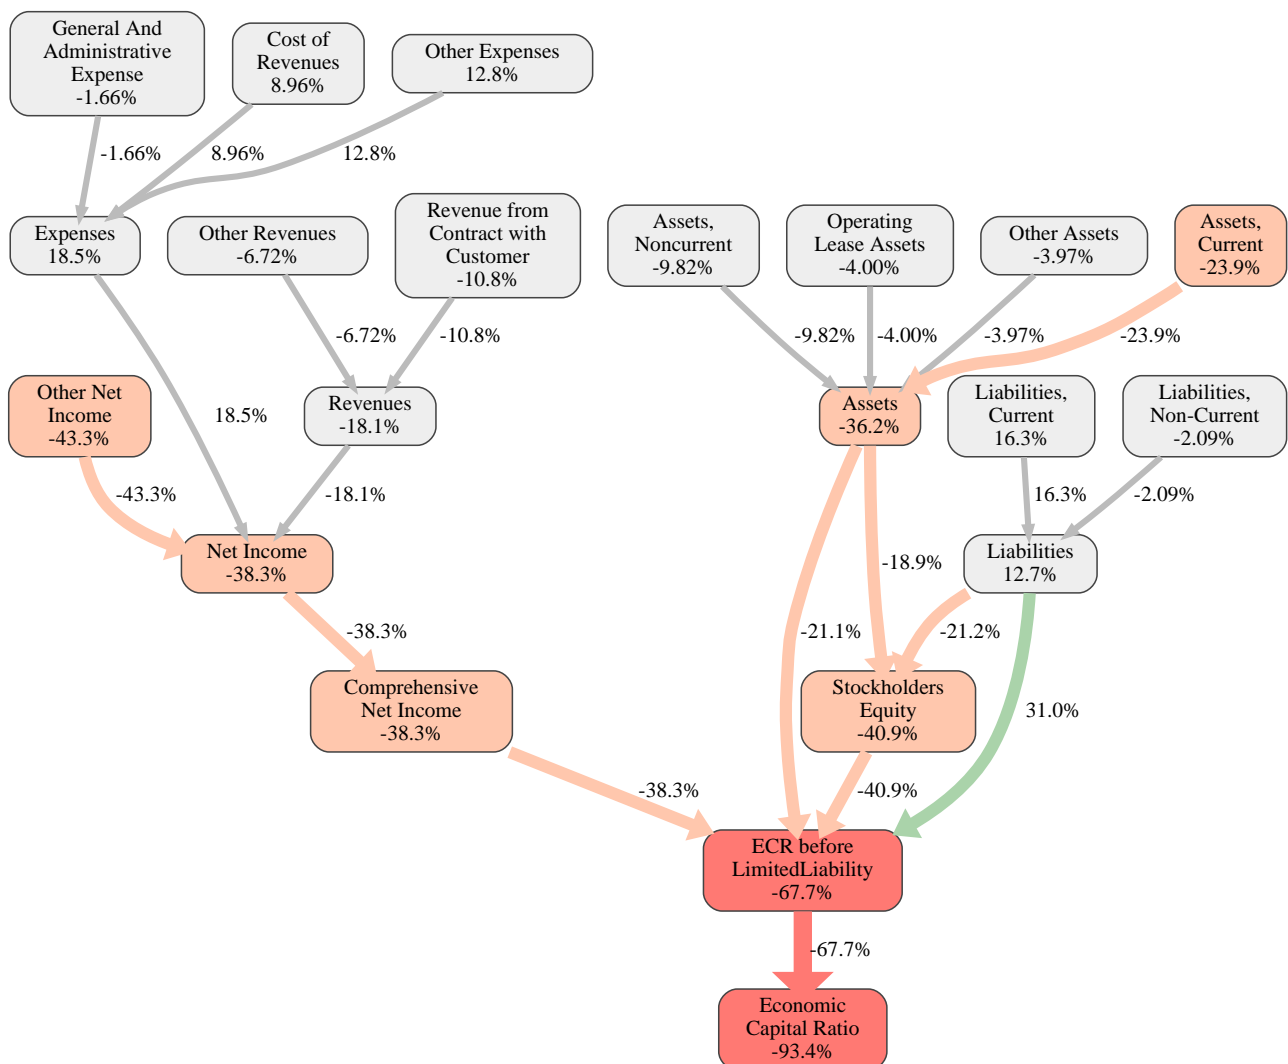 General And
Administrative
Expense
-1.66%
Cost of
Revenues
8.96%
Other Expenses
12.8%
-1.66%
8.96%
12.8%
Expenses
18.5%
Other Revenues
-6.72%
Revenue from
Contract with
Customer
-10.8%
Assets,
Noncurrent
-9.82%
Operating
Lease Assets
-4.00%
Other Assets
-3.97%
Assets,
Current
-23.9%
-6.72%
-10.8%
-9.82%
-4.00%
-3.97%
-23.9%
Other Net
Income
-43.3%
18.5%
Revenues
-18.1%
Assets
-36.2%
Liabilities,
Current
16.3%
Liabilities,
Non-Current
-2.09%
-43.3%
-18.1%
16.3%
-2.09%
Net Income
-38.3%
-18.9%
Liabilities
12.7%
-38.3%
-21.1%
-21.2%
Comprehensive
Net Income
-38.3%
Stockholders
Equity
-40.9%
31.0%
-38.3%
-40.9%
ECR before
LimitedLiability
-67.7%
-67.7%
Economic
Capital Ratio
-93.4%